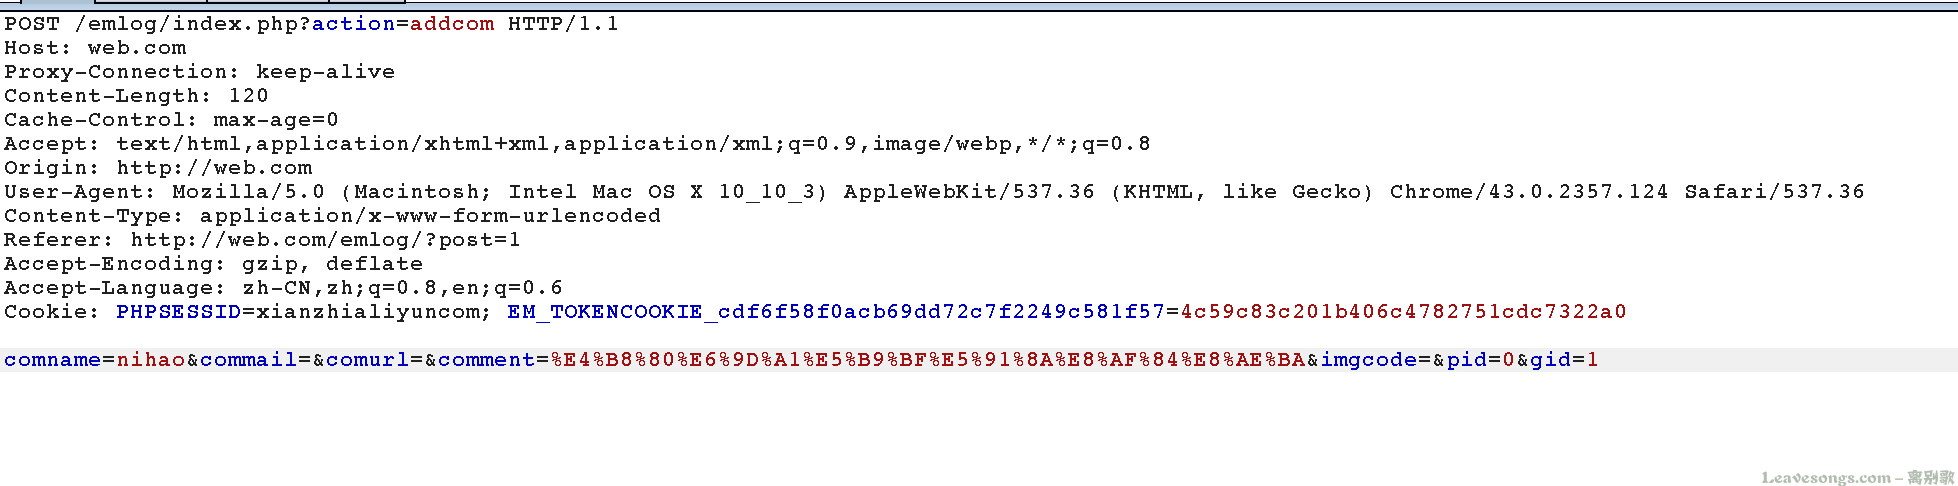 POST /emlog/index.php?action=addcom HTTP/1.1
Host: web.com
Proxy-Connection: keep-alive
Content-Length: 120
Cache-Control: max-age=0
Accept: text/html,application/xhtml+xml,application/xml;q=0.9,image/webp,*/*;q=0.8
Origin: http://web.com
User-Agent: Mozilla/5.0 (Macintosh; Intel Mac OS X 10_10_3) AppleWebKit/537.36 (KHTML, like Gecko) Chrome/43.0.2357.124 Safari/537.36
Content-Type: application/x-www-form-urlencoded
Referer: http://web.com/emlog/?post=1
Accept-Encoding: gzip, deflate
Accept-Language: zh-CN,zh;q=0.8,en;q=0.6
Cookie: PHPSESSID=xianzhialiyuncom; EM_TOKENCOOKIE_cdf6f58f0acb69dd72c7f2249c581f57=4c59c83c201b406c4782751cdc7322a0
comname=nihao&commail=&comurl=&comment=%E4%B8%80%E6%9D%A1%E5%B9%BF%E5%91%8A%E8%AF%84%E8%AE%BA&imgcode=&pid=0&gid=1
Leavesongs.com – 离别歌